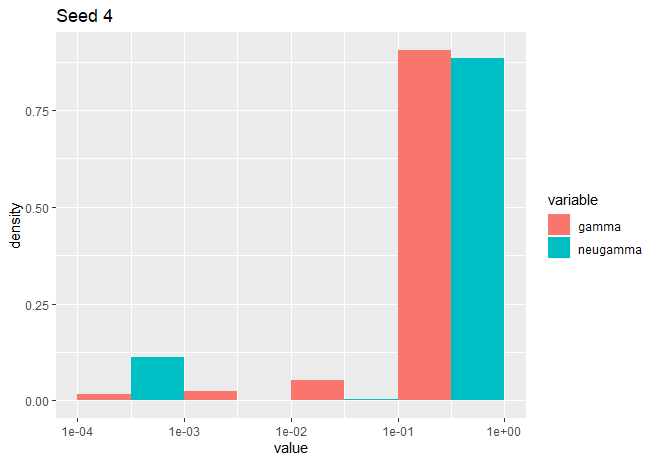 Seed 4
density
0.75
0.50
0.25
0.00
1e-04 1e-03 1e-02 1e-01 1e+00
value
variable
gamma
neugamma